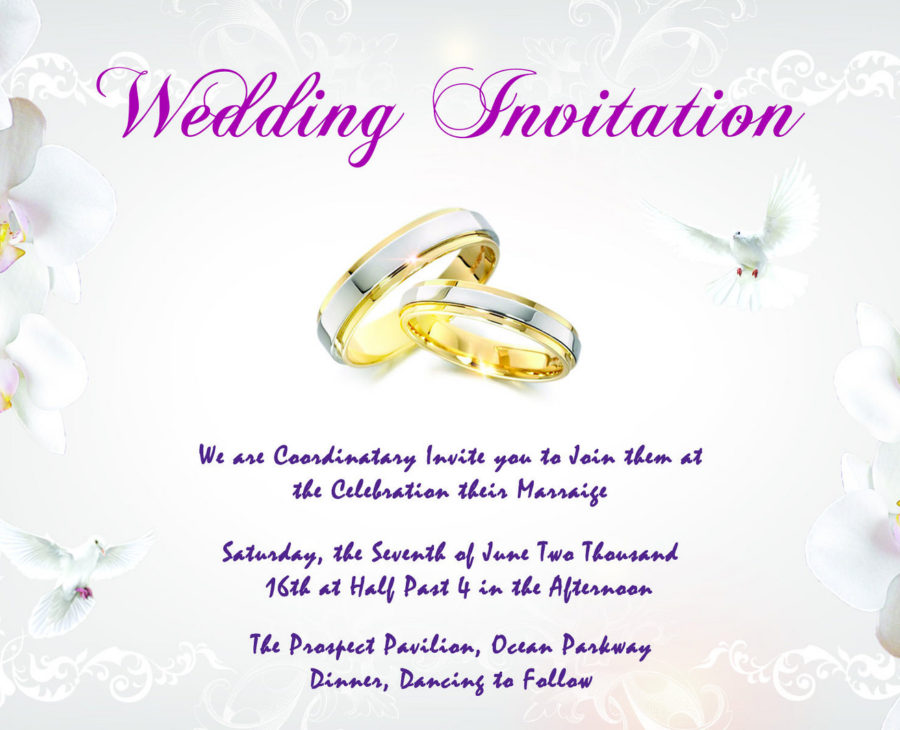 Wedding Invitation
We are Coordinatary Invite you to Join them at
the Celebration their Marraige
Saturday, the Seventh of June Two Thousand
16th at Half Past 4 in the Afternoon
The Prospect Pavilion, Ocean Parkway
Dinner, Dancing to Follow